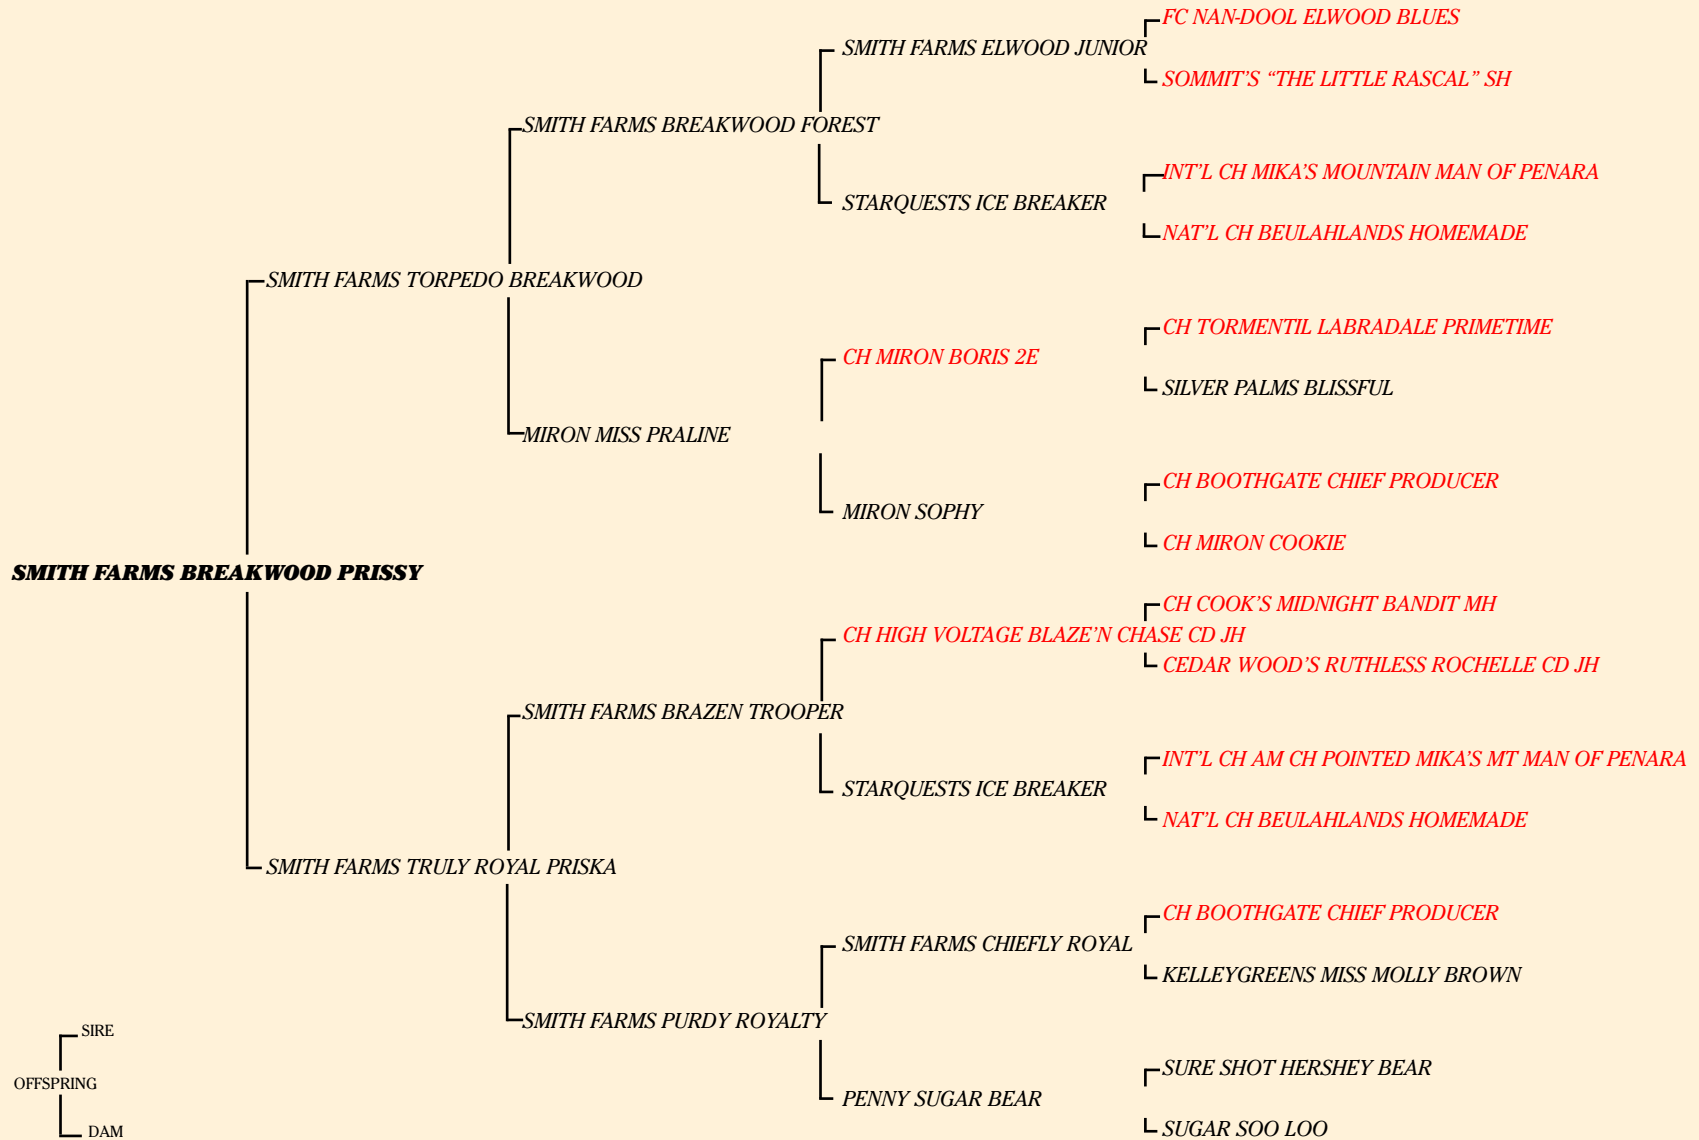 FC NAN-DOOL ELWOOD BLUES
SMITH FARMS ELWOOD JUNIOR
SOMMIT'S “THE LITTLE RASCAL” SH
SMITH FARMS BREAKWOOD FOREST
INT'L CH MIKA'S MOUNTAIN MAN OF PENARA
STARQUESTS ICE BREAKER
NAT'L CH BEULAHLANDS HOMEMADE
SMITH FARMS TORPEDO BREAKWOOD
CH TORMENTIL LABRADALE PRIMETIME
CH MIRON BORIS 2E
SILVER PALMS BLISSFUL
MIRON MISS PRALINE
CH BOOTHGATE CHIEF PRODUCER
MIRON SOPHY
CH MIRON COOKIE
SMITH FARMS BREAKWOOD PRISSY
CH COOK'S MIDNIGHT BANDIT MH
CH HIGH VOLTAGE BLAZE'N CHASE CD JH
CEDAR WOOD'S RUTHLESS ROCHELLE CD JH
SMITH FARMS BRAZEN TROOPER
INT'L CH AM CH POINTED MIKA'S MT MAN OF PENARA
STARQUESTS ICE BREAKER
NAT'L CH BEULAHLANDS HOMEMADE
SMITH FARMS TRULY ROYAL PRISKA
CH BOOTHGATE CHIEF PRODUCER
SMITH FARMS CHIEFLY ROYAL
KELLEYGREENS MISS MOLLY BROWN
SMITH FARMS PURDY ROYALTY
SURE SHOT HERSHEY BEAR
PENNY SUGAR BEAR
SUGAR SOO LOO
SIRE
OFFSPRING
DAM